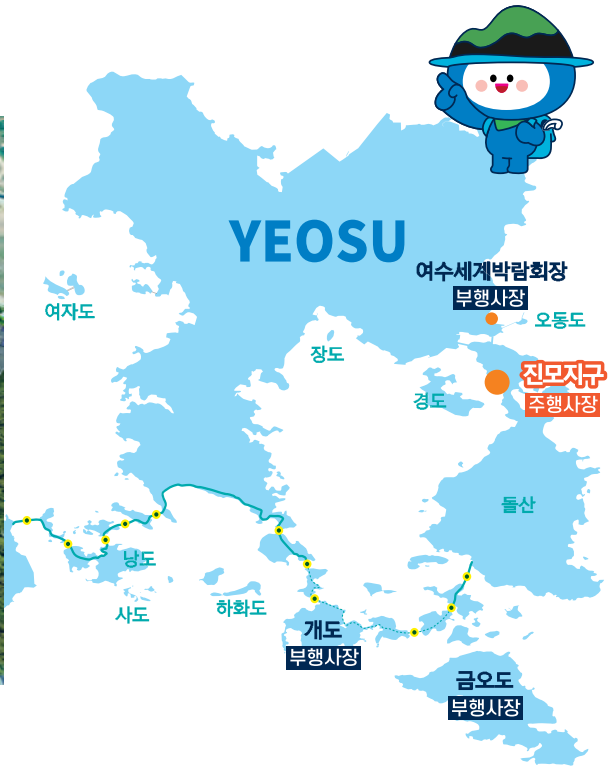 YEOSU
여수세계박람회장
부행사장
여자도
오동도
장도
진모지구
주행사장
경도
돌산
낭도
하화도
사도
개도
부행사장
금오도
부행사장